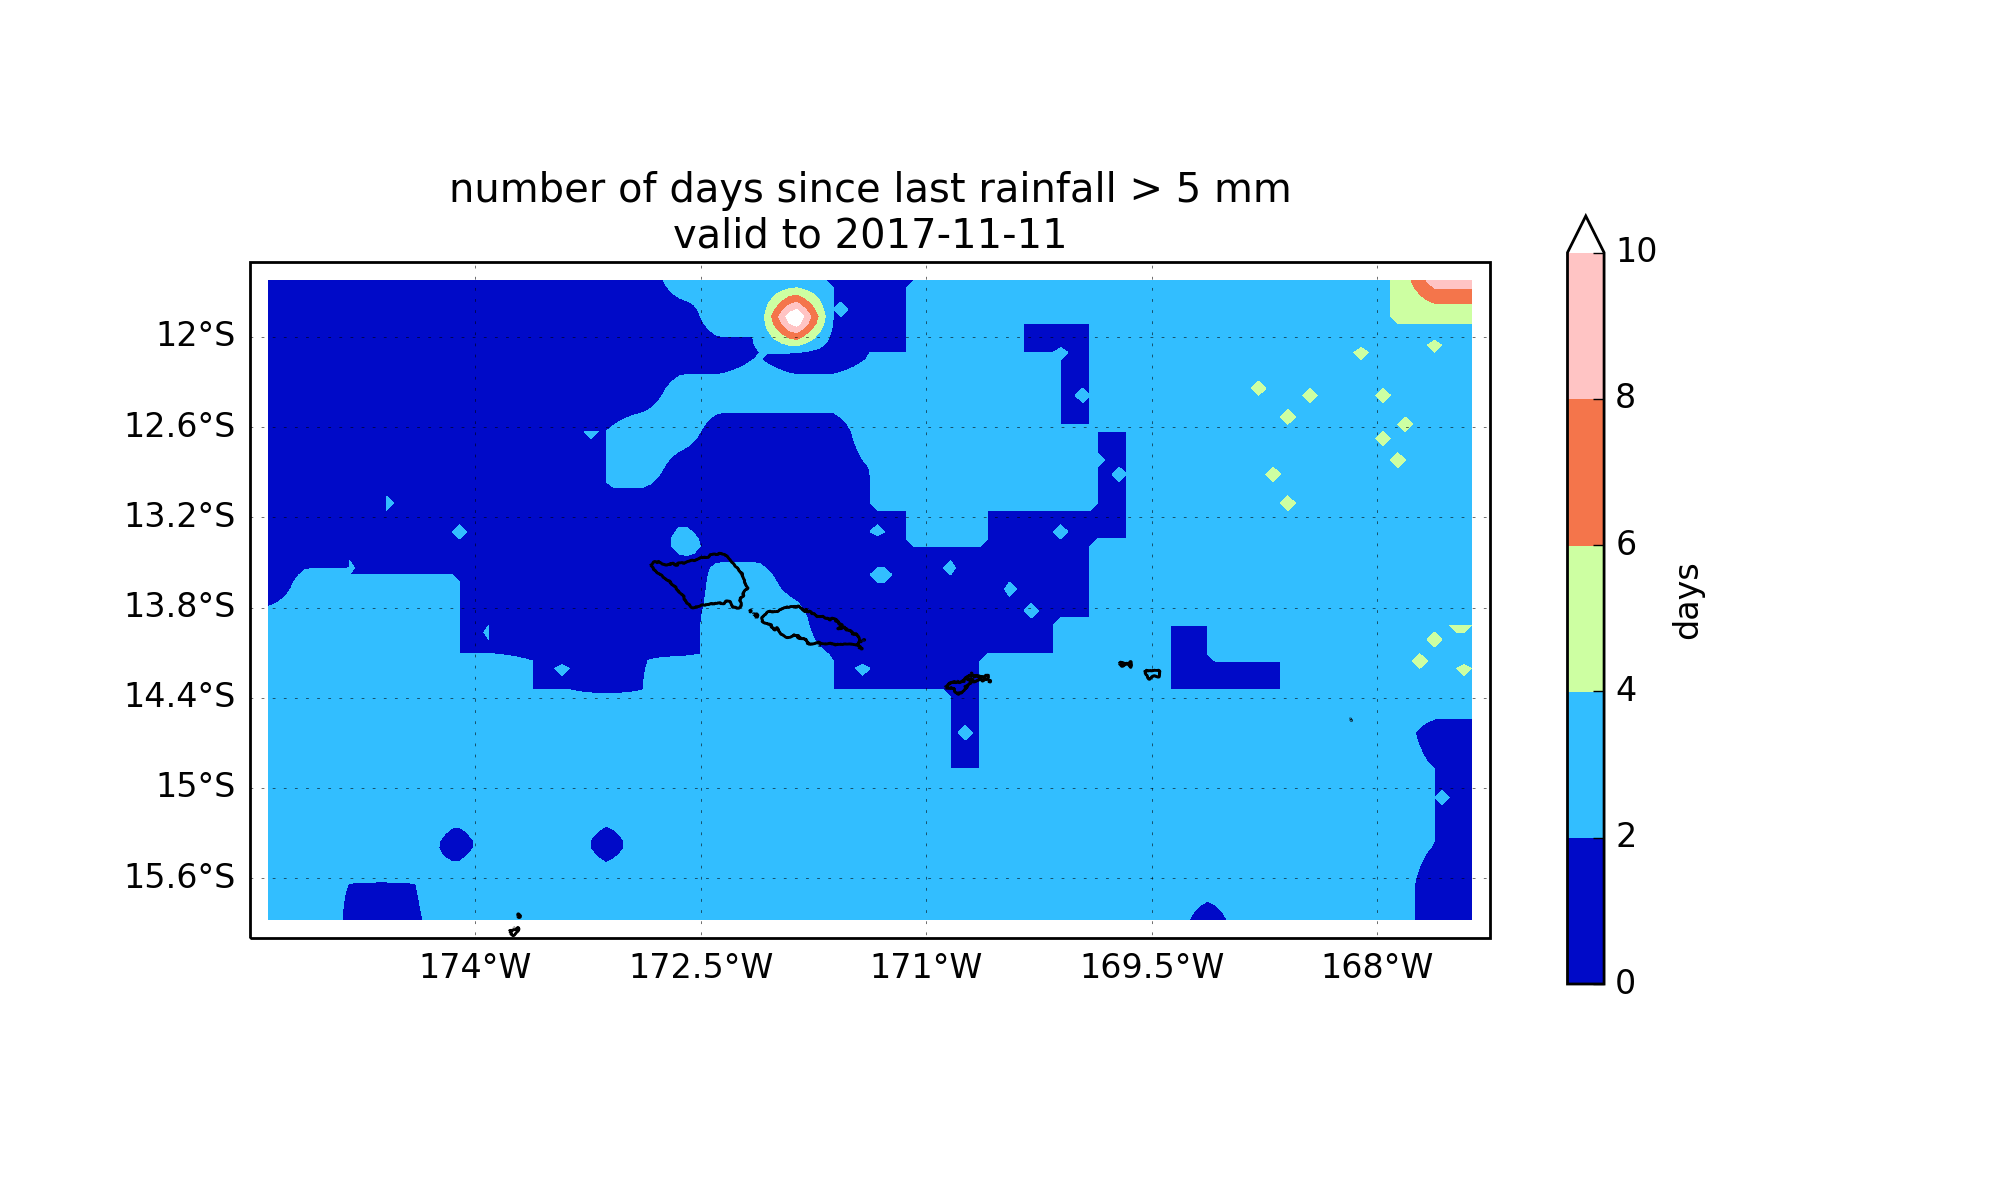 number of days since last rainfall > 5 mm
valid to 2017-11-11
12°S
12.6°S
13.2°S
13.8°S
14.4°S
15°S
15.6°S
174°W 172.5°W 171°W 169.5°W 168°W
10
8
6
4
2
0
days